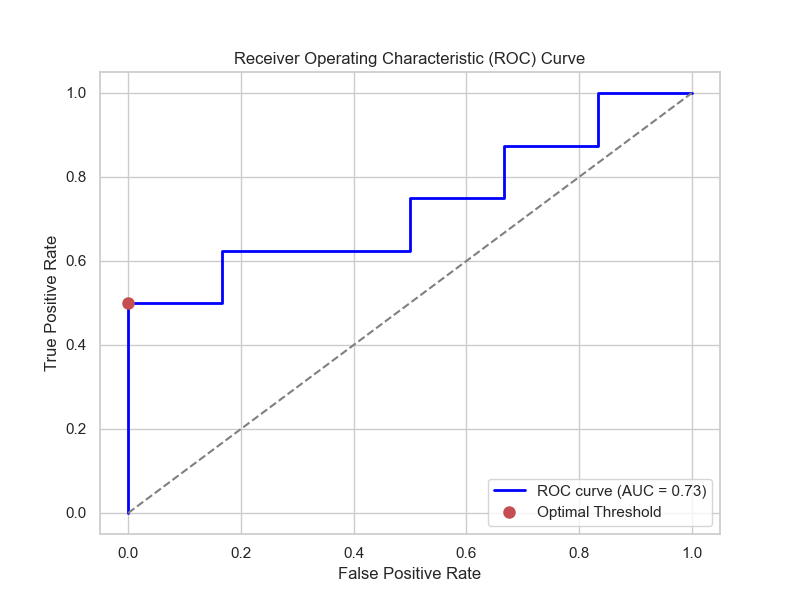 Receiver Operating Characteristic (ROC) Curve
True Positive Rate
1.0
0.8
0.6
0.4
0.2
0.0
ROC curve (AUC = 0.73)
Optimal Threshold
0.0 0.2 0.4 0.6 0.8 1.0
False Positive Rate